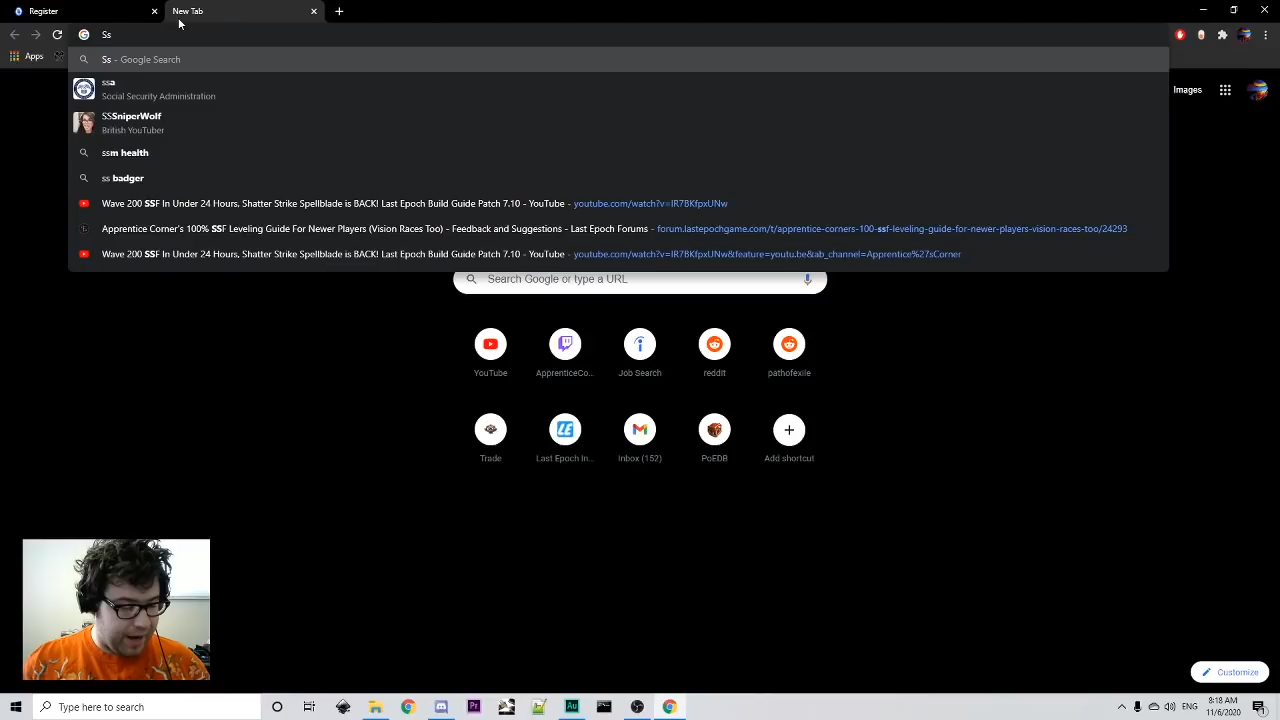 Register
New Tab
Ss
Apps
Ss - Google Search
ssa
Social Security Administration
SSSniperWolf
British YouTuber
ssm health
ss badger
Wave 200 SSF In Under 24 Hours, Shatter Strike Spellblade is BACK! Last Epoch Build Guide Patch 7.10 - YouTube - youtube.com/watch?v=IR7BKfpxUNw
Apprentice Corner's 100% SSF Leveling Guide For Newer Players (Vision Races Too) - Feedback and Suggestions - Last Epoch Forums - forum.lastepochgame.com/t/apprentice-corners-100-ssf-leveling-guide-for-newer-players-vision-races-too/24293
Wave 200 SSF In Under 24 Hours, Shatter Strike Spellblade is BACK! Last Epoch Build Guide Patch 7.10 - YouTube - youtube.com/watch?v=IR7BKfpxUNw&feature=youtu.be&ab_channel=Apprentice%27sCorner
Images
Search Google or type a URL
YouTube
ApprenticeCo...
Job Search
reddit
pathofexile
LE
Trade
Last Epoch In...
Inbox (152)
PoEDB
Add shortcut
Customize
Type here to search
Pr
Au
8:18 AM
11/6/2020